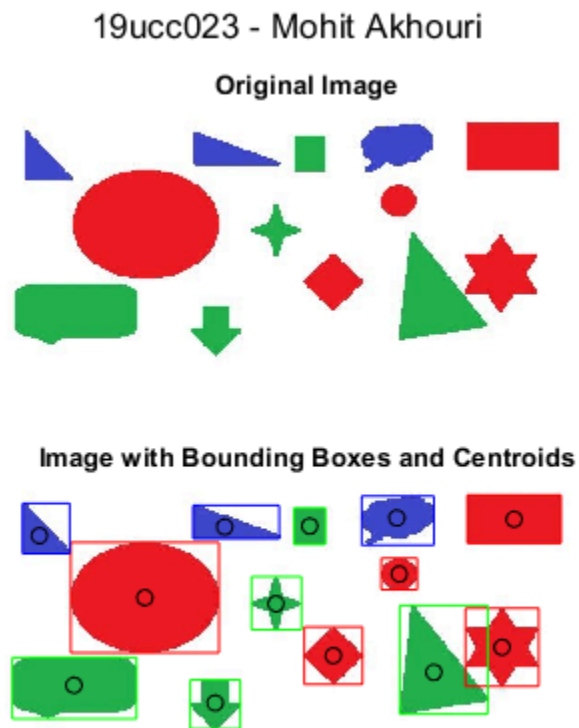 19ucc023 - Mohit Akhouri
Original Image
Image with Bounding Boxes and Centroids